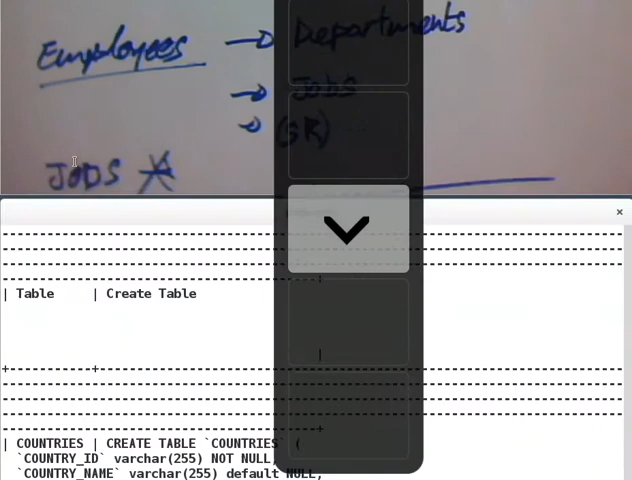 Employees → Departments
→ Jobs
→ (SR)
JOBS
×
| Table | Create Table
|
| COUNTRIES | CREATE TABLE `COUNTRIES` (
`COUNTRY_ID` varchar(255) NOT NULL,
`COUNTRY_NAME` varchar(255) default NULL,